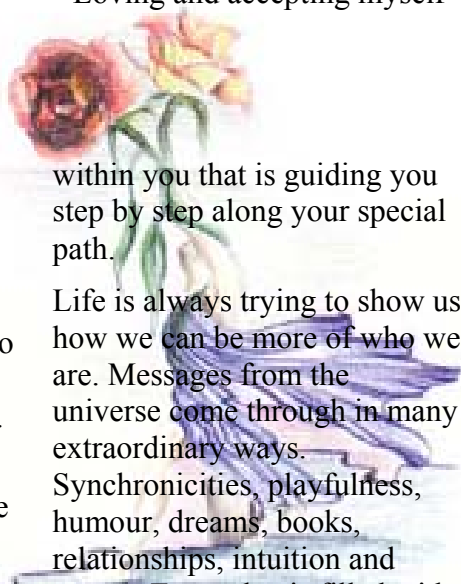 Loving and accepting myself
within you that is guiding you
step by step along your special
path.
Life is always trying to show us
how we can be more of who we
are. Messages from the
universe come through in many
extraordinary ways.
Synchronicities, playfulness,
humour, dreams, books,
relationships, intuition and